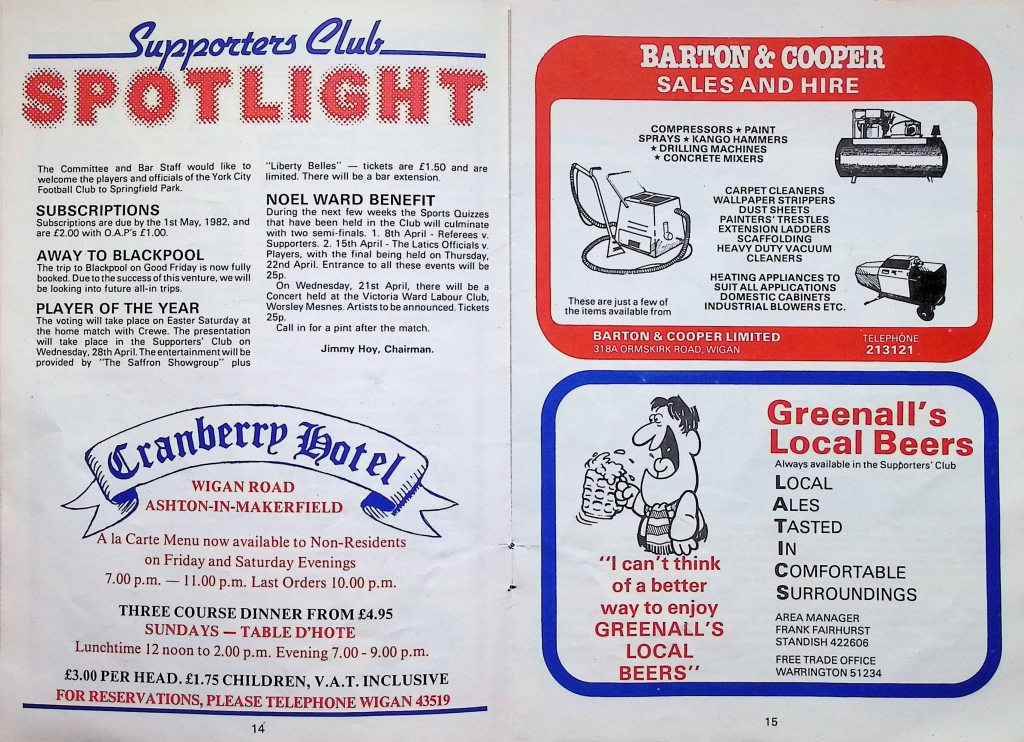 Supporters Club
SPOTLIGHT
The Committee and Bar Staff would like to
welcome the players and officials of the York City
Football Club to Springfield Park.
SUBSCRIPTIONS
Subscriptions are due by the 1st May, 1982, and
are £2.00 with O.A.P's £1.00.
AWAY TO BLACKPOOL
The trip to Blackpool on Good Friday is now fully
booked. Due to the success of this venture, we will
be looking into future all-in trips.
PLAYER OF THE YEAR
The voting will take place on Easter Saturday at
the home match with Crewe. The presentation
will take place in the Supporters' Club on
Wednesday, 28th April. The entertainment will be
provided by "The Saffron Showgroup" plus
"Liberty Belles" — tickets are £1.50 and are
limited. There will be a bar extension.
NOEL WARD BENEFIT
During the next few weeks the Sports Quizzes
that have been held in the Club will culminate
with two semi-finals. 1. 8th April - Referees v.
Supporters. 2. 15th April - The Latics Officials v.
Players, with the final being held on Thursday,
22nd April. Entrance to all these events will be
25p.
On Wednesday, 21st April, there will be a
Concert held at the Victoria Ward Labour Club,
Worsley Mesnes. Artists to be announced. Tickets
25p.
Call in for a pint after the match.
Jimmy Hoy, Chairman.
Cranberry Hotel
WIGAN ROAD
ASHTON-IN-MAKERFIELD
A la Carte Menu now available to Non-Residents
on Friday and Saturday Evenings
7.00 p.m. — 11.00 p.m. Last Orders 10.00 p.m.
THREE COURSE DINNER FROM £4.95
SUNDAYS — TABLE D'HOTE
Lunchtime 12 noon to 2.00 p.m. Evening 7.00 - 9.00 p.m.
£3.00 PER HEAD. £1.75 CHILDREN, V.A.T. INCLUSIVE
FOR RESERVATIONS, PLEASE TELEPHONE WIGAN 43519
14
BARTON & COOPER
SALES AND HIRE
COMPRESSORS ★ PAINT
SPRAYS ★ KANGO HAMMERS
★ DRILLING MACHINES
★ CONCRETE MIXERS
CARPET CLEANERS
WALLPAPER STRIPPERS
DUST SHEETS
PAINTERS' TRESTLES
EXTENSION LADDERS
SCAFFOLDING
HEAVY DUTY VACUUM
CLEANERS
HEATING APPLIANCES TO
SUIT ALL APPLICATIONS
DOMESTIC CABINETS
INDUSTRIAL BLOWERS ETC.
These are just a few of
the items available from
BARTON & COOPER LIMITED
318A ORMSKIRK ROAD, WIGAN
TELEPHONE
213121
Greenall's
Local Beers
Always available in the Supporters' Club
LOCAL
ALES
TASTED
IN
COMFORTABLE
SURROUNDINGS
"I can't think
of a better
way to enjoy
GREENALL'S
LOCAL
BEERS"
AREA MANAGER
FRANK FAIRHURST
STANDISH 422606
FREE TRADE OFFICE
WARRINGTON 51234
15